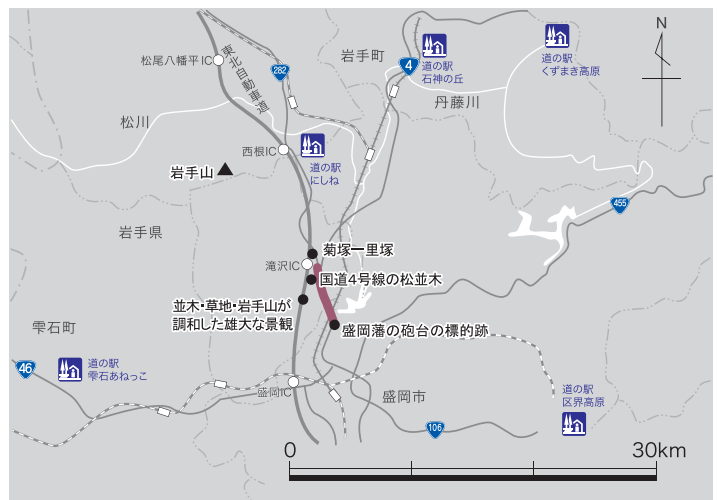 N
松尾八幡平IC
東北自動車道
282
岩手町
4
道の駅
石神の丘
道の駅
くずまき高原
丹藤川
松川
西根IC
道の駅
にしね
岩手山
455
岩手県
菊塚一里塚
滝沢IC
国道4号線の松並木
並木・草地・岩手山が
調和した雄大な景観
盛岡藩の砲台の標的跡
雫石町
46
道の駅
雫石あねっこ
盛岡IC
盛岡市
道の駅
区界高原
106
0
30km